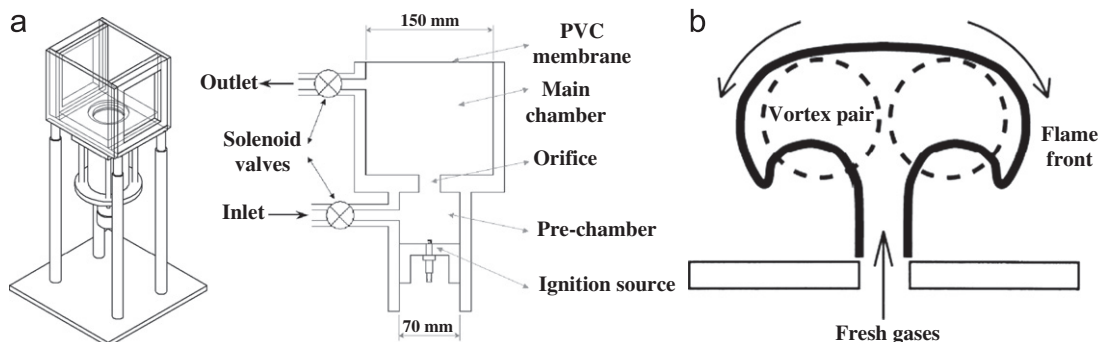 a
150 mm
PVC
membrane
Outlet
Main
chamber
Solenoid
valves
Orifice
Inlet
Pre-chamber
Ignition source
70 mm
b
Vortex pair
Flame
front
Fresh gases